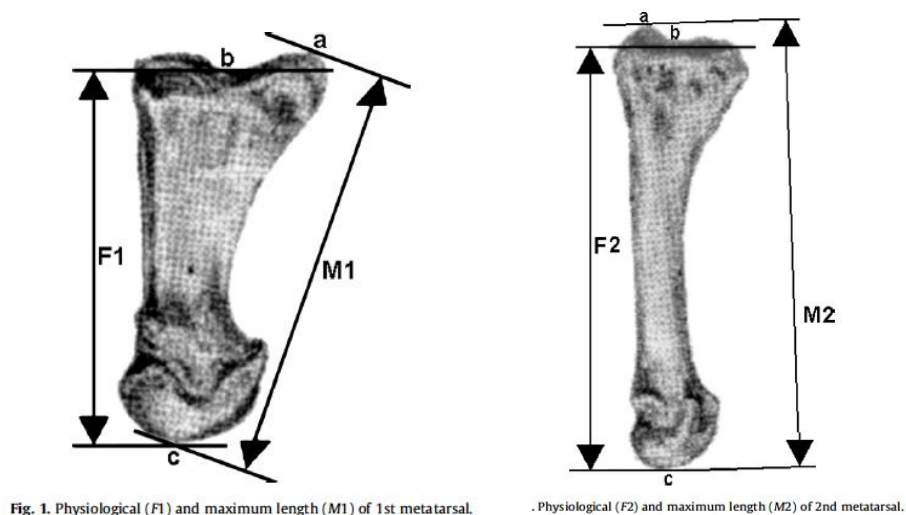 a
b
F1
M1
c
Fig. 1. Physiological (F1) and maximum length (M1) of 1st metatarsal.
a
b
F2
M2
c
. Physiological (F2) and maximum length (M2) of 2nd metatarsal.